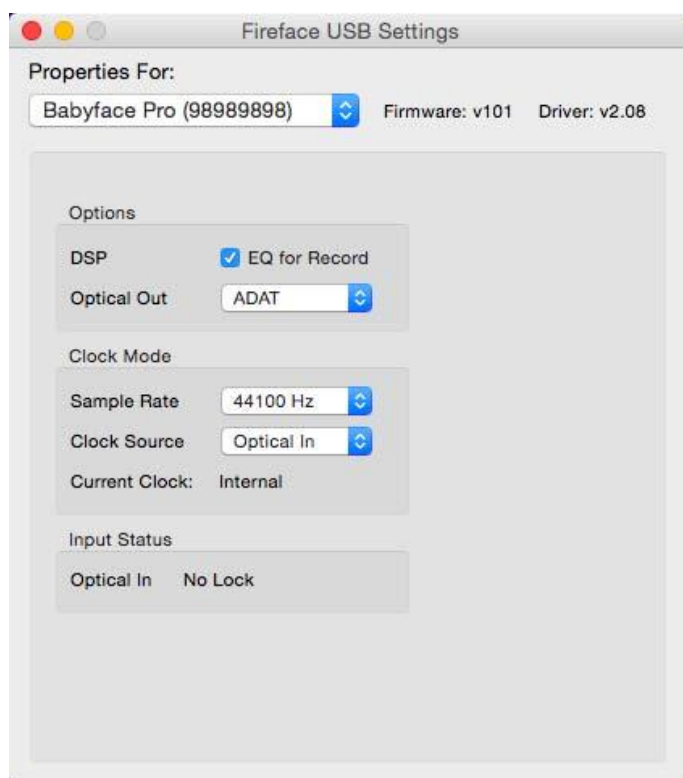 Fireface USB Settings
Properties For:
Babyface Pro (98989898) Firmware: v101 Driver: v2.08
Options
DSP EQ for Record
Optical Out ADAT
Clock Mode
Sample Rate 44100 Hz
Clock Source Optical In
Current Clock: Internal
Input Status
Optical In No Lock